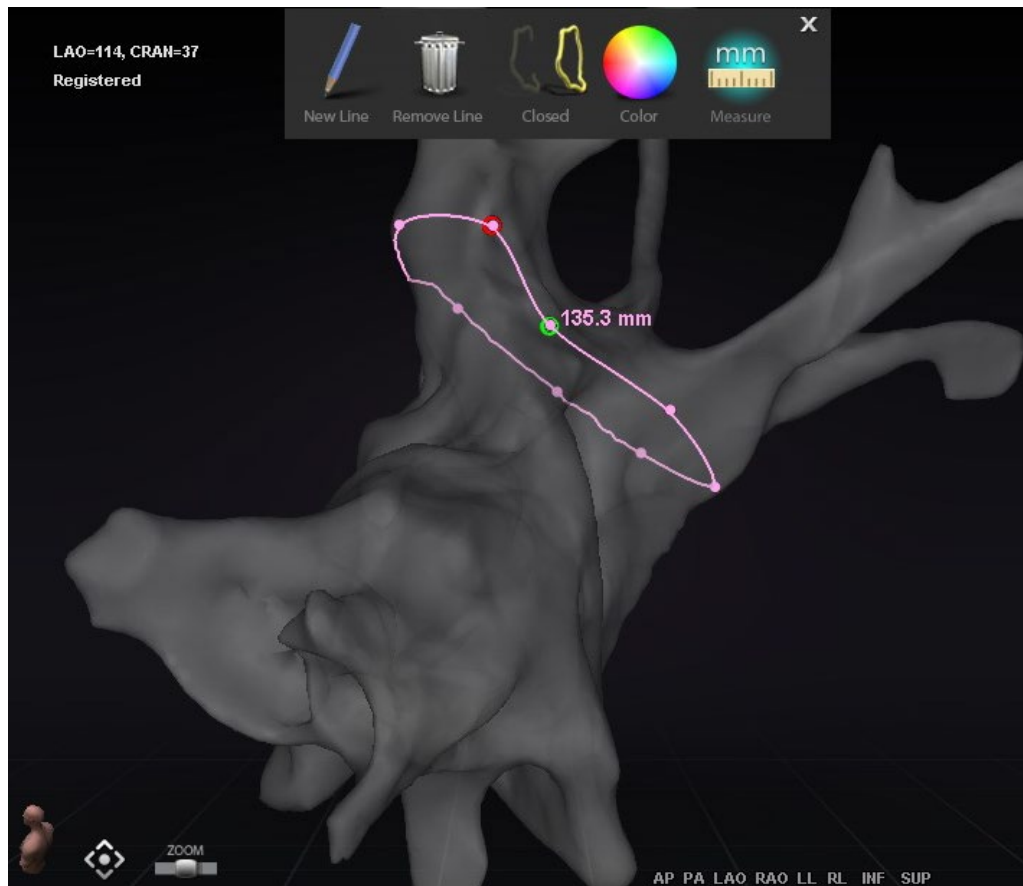 LAO=114, CRAN=37
Registered
X
mm
New Line
Remove Line
Closed
Color
Measure
135.3 mm
ZOOM
AP PA LAO RAO LL RL INF SUP